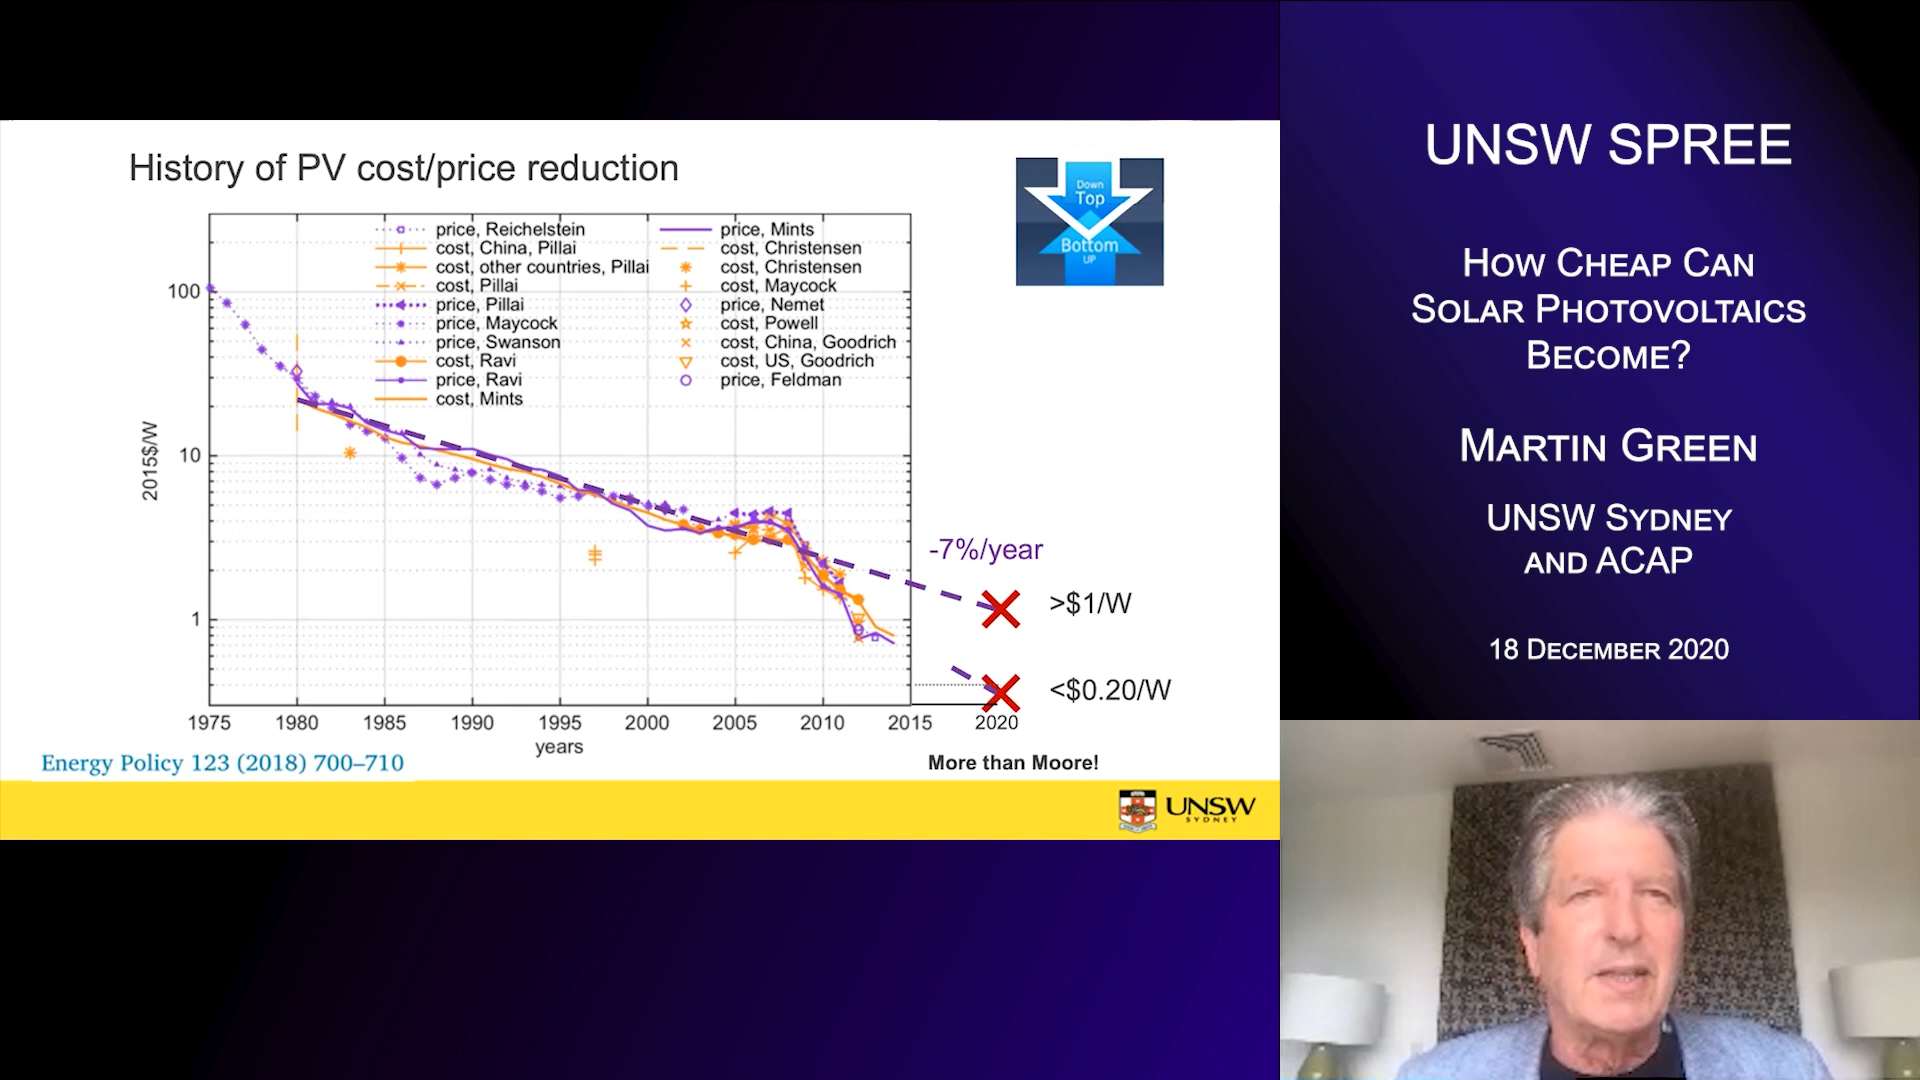 History of PV cost/price reduction
Down
Top
Bottom
UP
price, Reichelstein
cost, China, Pillai
cost, other countries, Pillai
cost, Pillai
price, Pillai
price, Maycock
price, Swanson
cost, Ravi
price, Ravi
cost, Mints
price, Mints
cost, Christensen
cost, Christensen
cost, Maycock
price, Nemet
cost, Powell
cost, China, Goodrich
cost, US, Goodrich
price, Feldman
100
10
1
2015$/W
-7%/year
>$1/W
<$0.20/W
1975 1980 1985 1990 1995 2000 2005 2010 2015 2020
years
Energy Policy 123 (2018) 700–710
More than Moore!
UNSW
SYDNEY
UNSW SPREE
How Cheap Can
Solar Photovoltaics
Become?
Martin Green
UNSW Sydney
and ACAP
18 December 2020